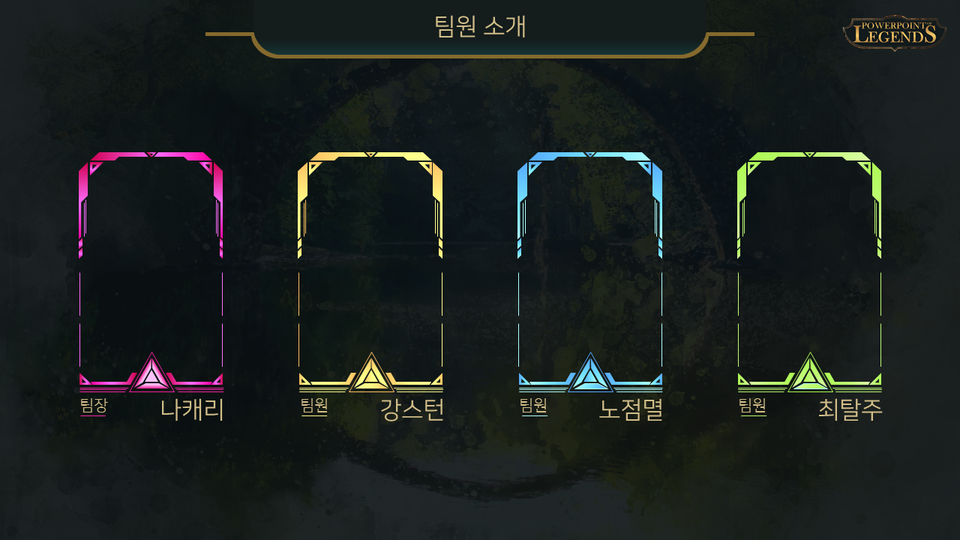 팀원 소개
POWERPOINT
LEGENDS
팀장 나캐리
팀원 강스턴
팀원 노점멸
팀원 최탈주